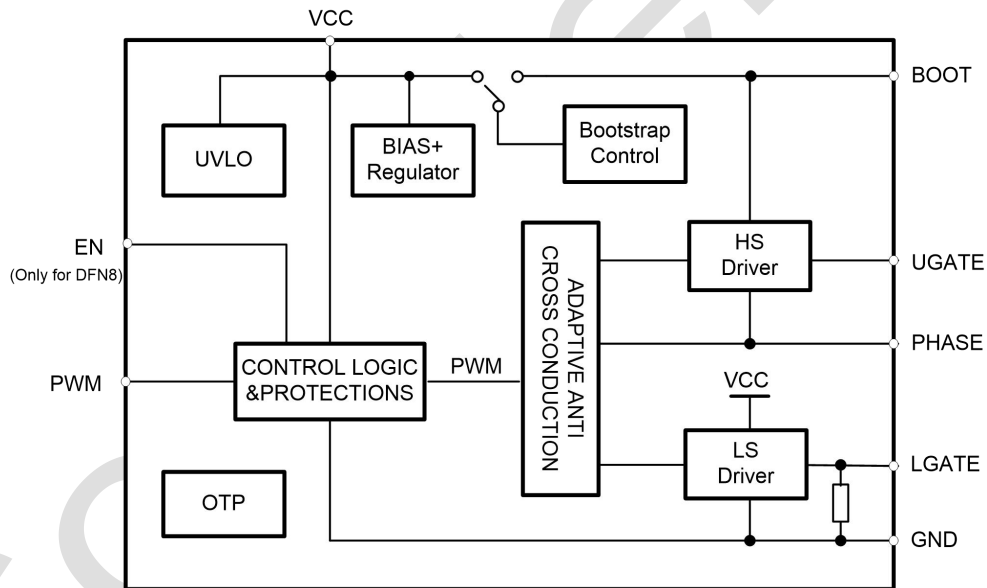 VCC
BOOT
UVLO
BIAS+
Regulator
Bootstrap
Control
EN
(Only for DFN8)
HS
Driver
UGATE
ADAPTIVE ANTI
CROSS CONDUCTION
PHASE
CONTROL LOGIC
&PROTECTIONS
PWM
PWM
VCC
LS
Driver
LGATE
OTP
GND